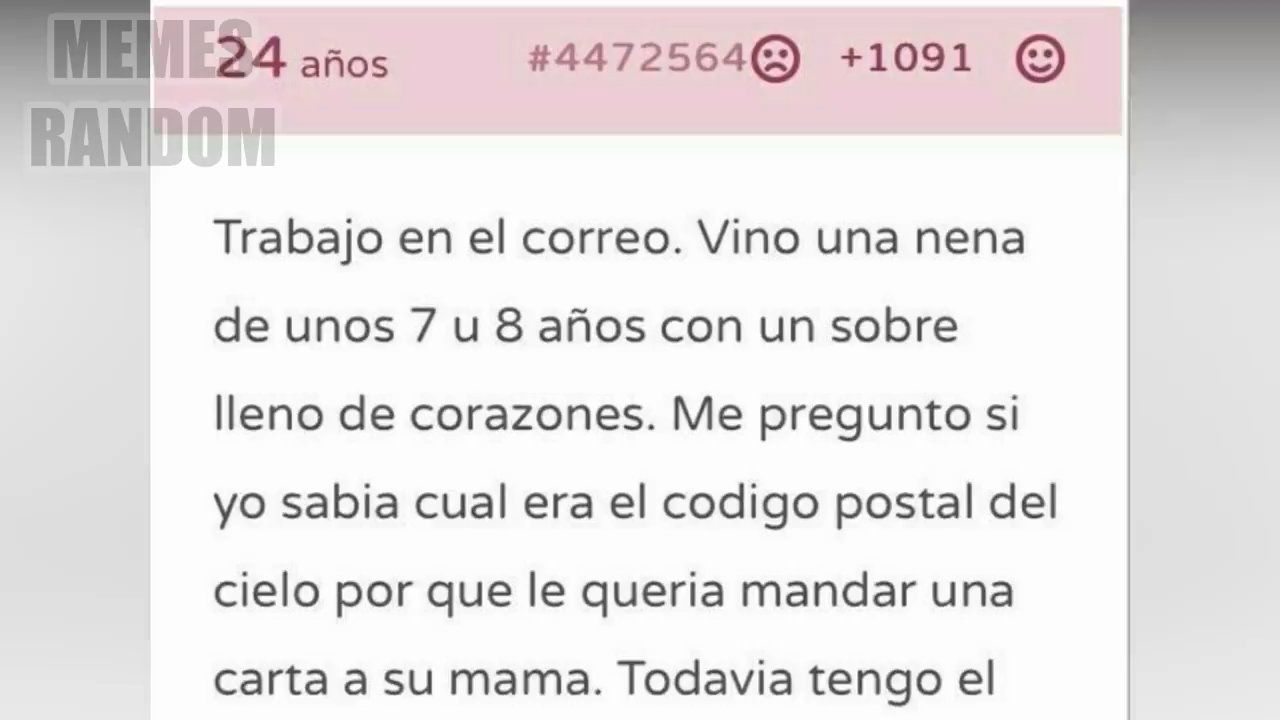 MEMES
RANDOM
24 años #4472564 +1091
Trabajo en el correo. Vino una nena
de unos 7 u 8 años con un sobre
lleno de corazones. Me pregunto si
yo sabia cual era el codigo postal del
cielo por que le queria mandar una
carta a su mama. Todavia tengo el